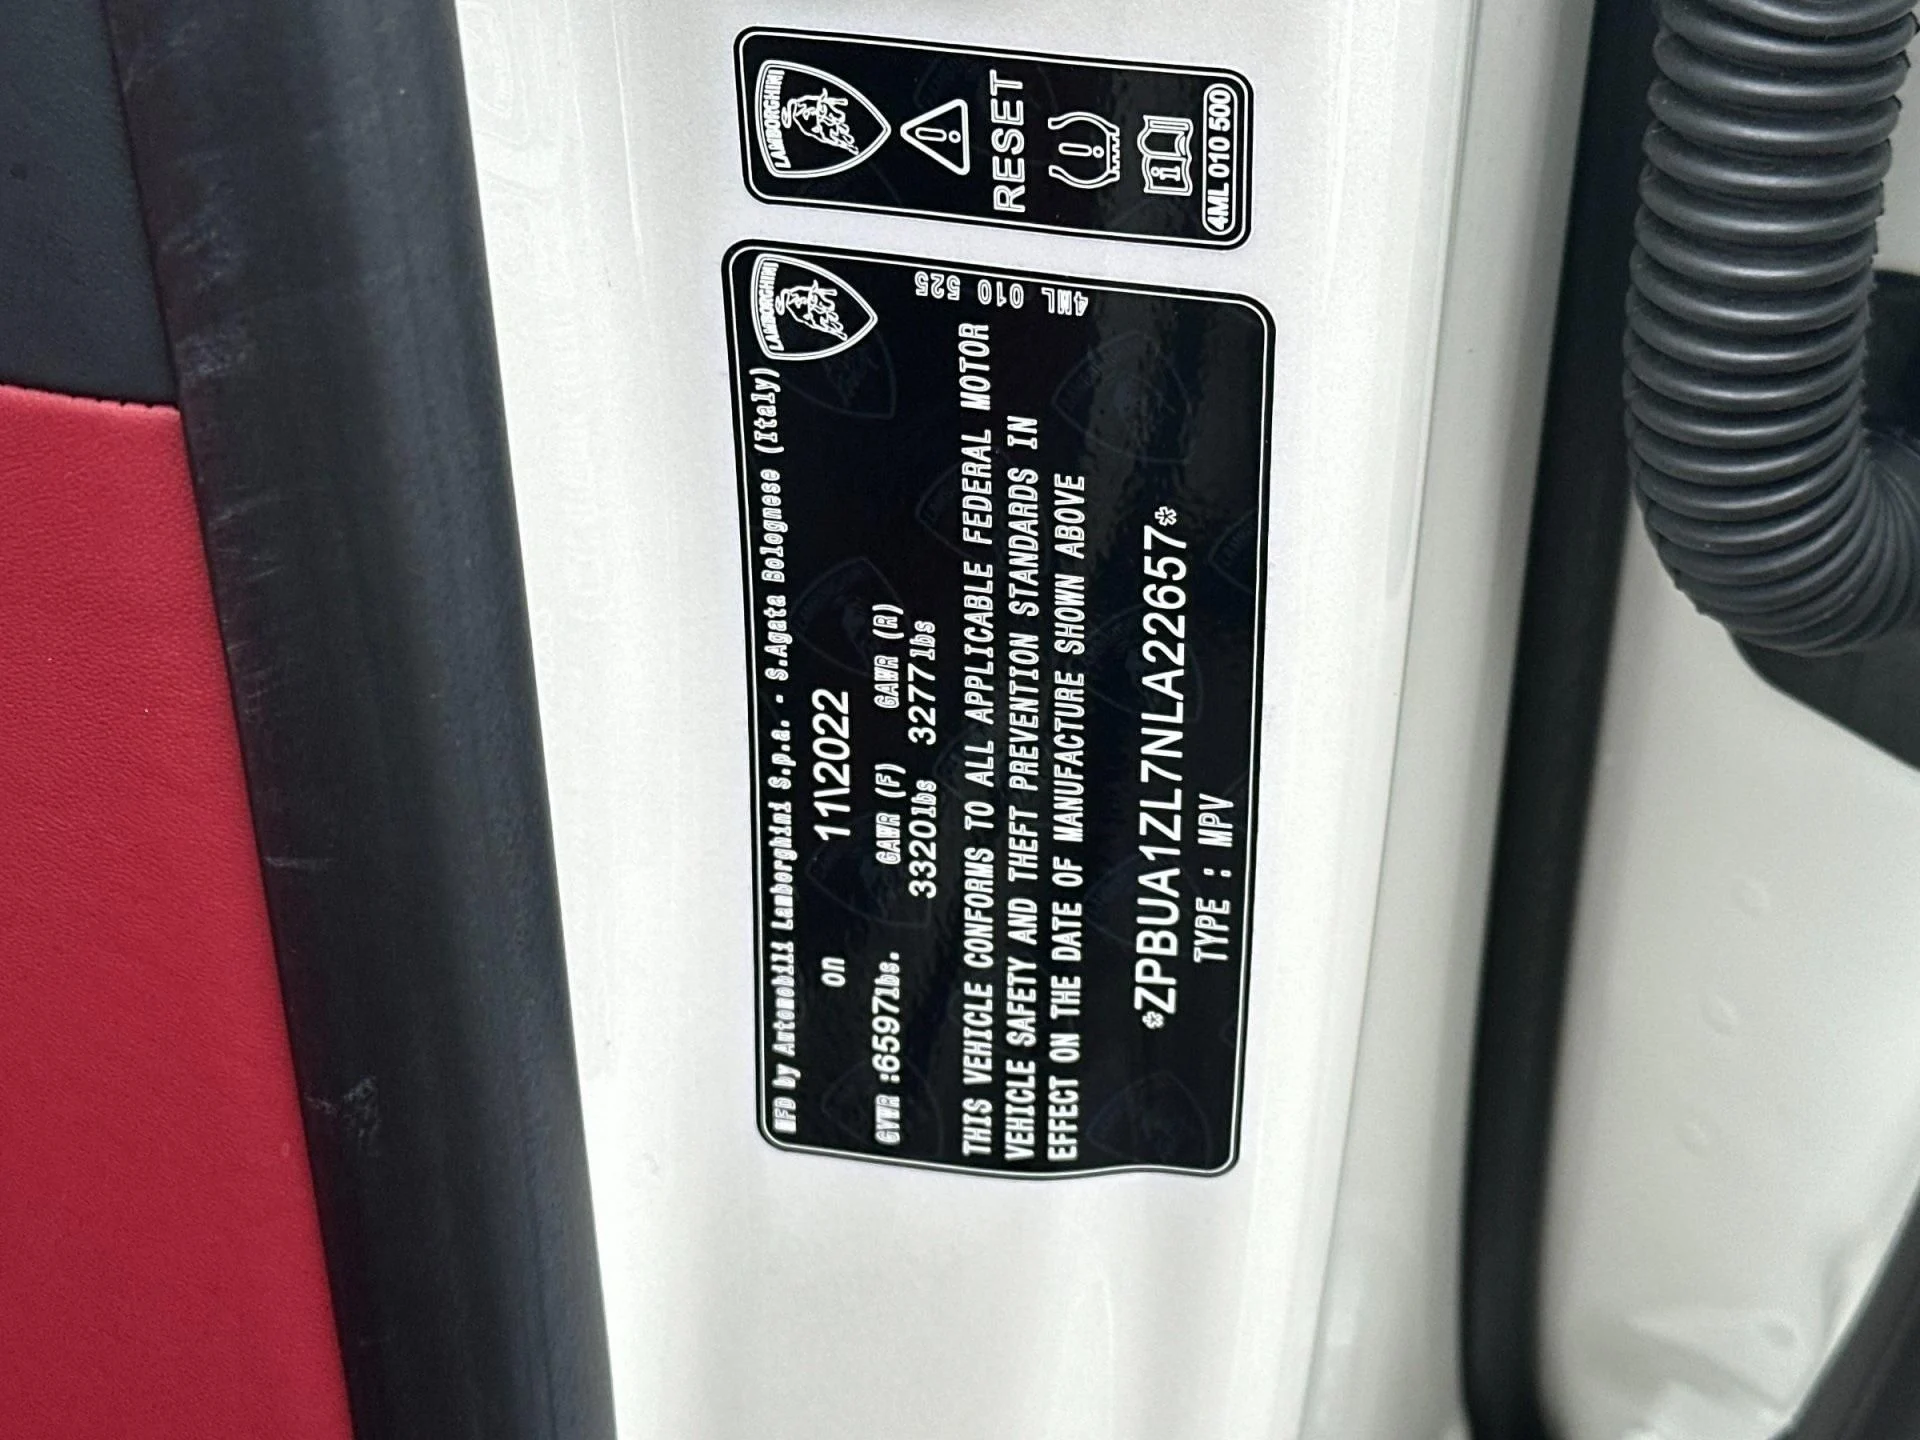 LAMBORGHINI
RESET
4ML 010 500
LAMBORGHINI
4ML 010 525
MFD by Automobili Lamborghini S.p.a. - S.Agata Bolognese (Italy)
on 11\2022
GVWR :6597lbs. GAWR (F) GAWR (R)
3320lbs 3277lbs
THIS VEHICLE CONFORMS TO ALL APPLICABLE FEDERAL MOTOR
VEHICLE SAFETY AND THEFT PREVENTION STANDARDS IN
EFFECT ON THE DATE OF MANUFACTURE SHOWN ABOVE
*ZPBUA1ZL7NLA22657*
TYPE : MPV